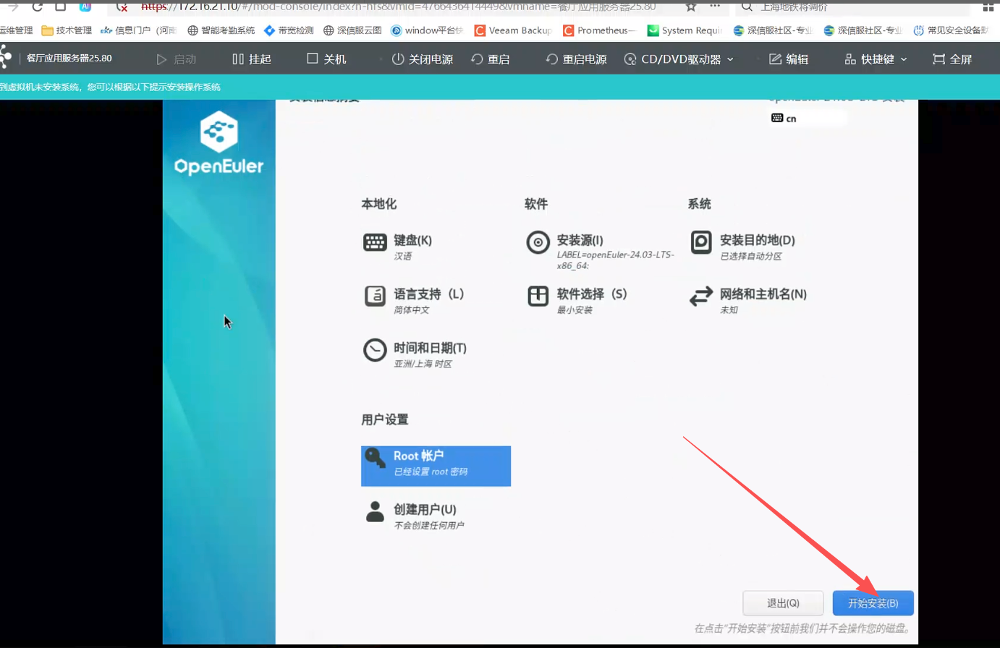 https://172.16.21.10/#/mod-console/index?n-hfs&vmid=4766436414449&vmname=餐厅应用服务器25.80
上海地铁将调价
运维管理 技术管理 信息门户 (河南 智能考勤系统 带宽检测 深信服云图 window平台快 Veeam Backup Prometheus— System Requi 深信服社区-专业 深信服社区-专业 常见安全设备默
餐厅应用服务器25.80 启动 挂起 关机 关闭电源 重启 重启电源 CD/DVD驱动器 编辑 快捷键 全屏
到虚拟机未安装系统，您可以根据以下提示安装操作系统
OpenEuler
cn
本地化
键盘(K)
汉语
语言支持（L）
简体中文
时间和日期(T)
亚洲/上海 时区
软件
安装源(I)
LABEL=openEuler-24.03-LTS-
x86_64:
软件选择（S）
最小安装
系统
安装目的地(D)
已选择自动分区
网络和主机名(N)
未知
用户设置
Root 帐户
已经设置 root 密码
创建用户(U)
不会创建任何用户
退出(Q) 开始安装(B)
在点击"开始安装"按钮前我们并不会操作您的磁盘。